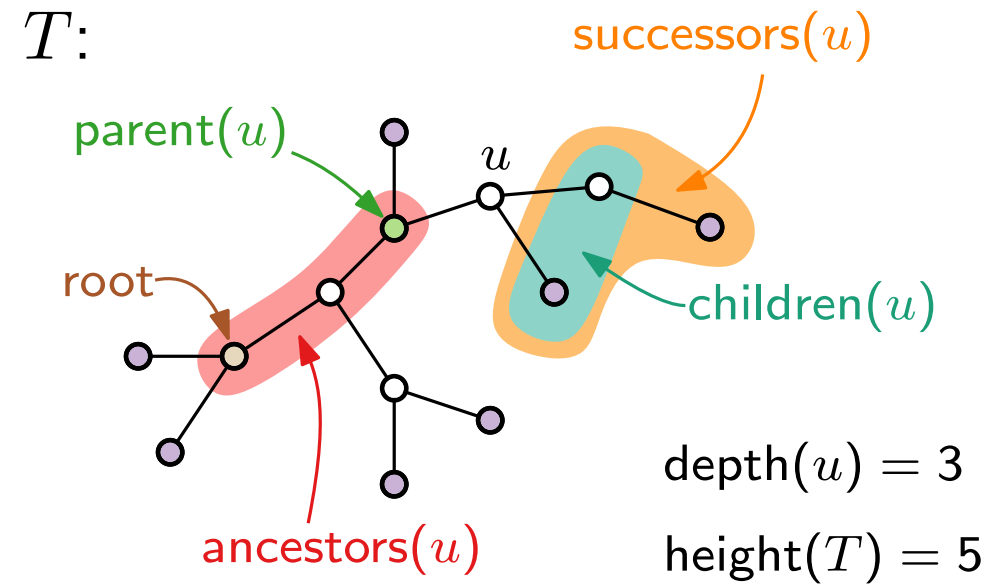 T:
successors(u)
parent(u)
u
root
children(u)
depth(u) = 3
ancestors(u)
height(T) = 5